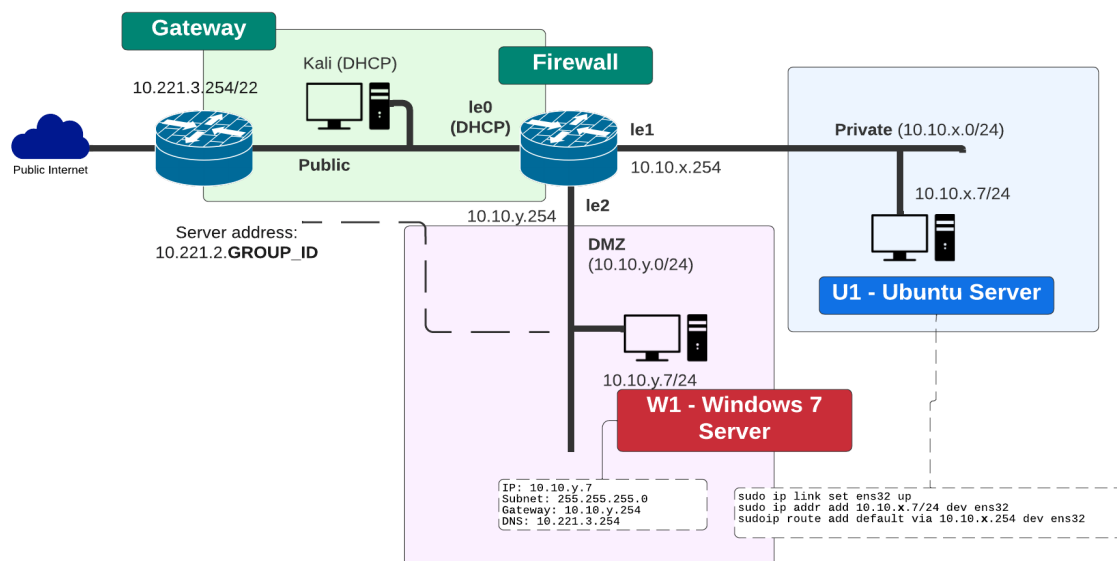 Gateway
Kali (DHCP)
Firewall
10.221.3.254/22
le0
(DHCP)
le1
Private (10.10.x.0/24)
Public Internet
Public
10.10.x.254
10.10.x.7/24
le2
10.10.y.254
Server address:
10.221.2.GROUP_ID
DMZ
(10.10.y.0/24)
U1 - Ubuntu Server
10.10.y.7/24
W1 - Windows 7
Server
IP: 10.10.y.7
Subnet: 255.255.255.0
Gateway: 10.10.y.254
DNS: 10.221.3.254
sudo ip link set ens32 up
sudo ip addr add 10.10.x.7/24 dev ens32
sudoip route add default via 10.10.x.254 dev ens32